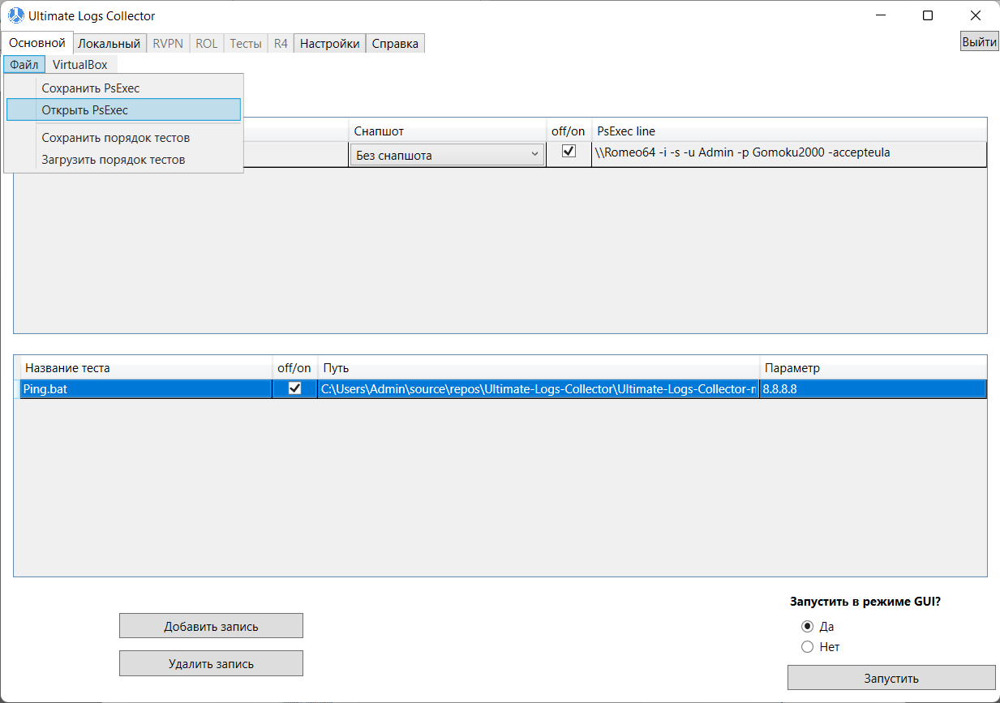 Ultimate Logs Collector
Основной Локальный RVPN ROL Тесты R4 Настройки Справка Выйти
Файл VirtualBox
Сохранить PsExec
Открыть PsExec
Сохранить порядок тестов
Загрузить порядок тестов
Снапшот off/on PsExec line
Без снапшота \\Romeo64 -i -s -u Admin -p Gomoku2000 -accepteula
Название теста off/on Путь Параметр
Ping.bat C:\Users\Admin\source\repos\Ultimate-Logs-Collector\Ultimate-Logs-Collector-m 8.8.8.8
Запустить в режиме GUI?
Да
Нет
Добавить запись
Удалить запись
Запустить